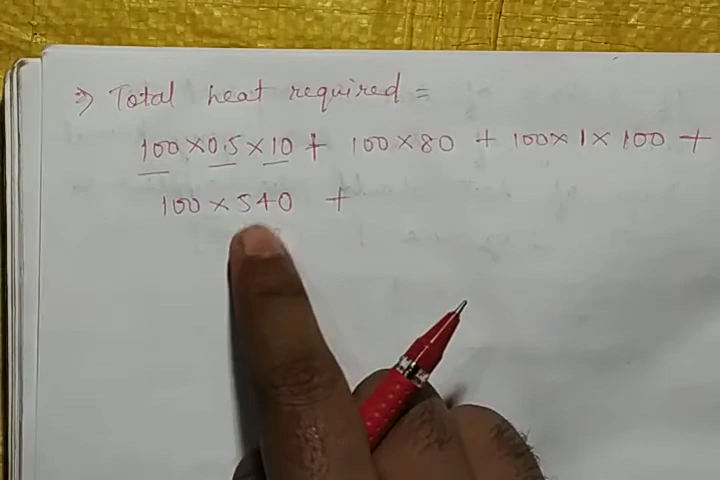 ⇒ Total heat required =
100 × 0.5 × 10 + 100 × 80 + 100 × 1 × 100 +
100 × 540 +